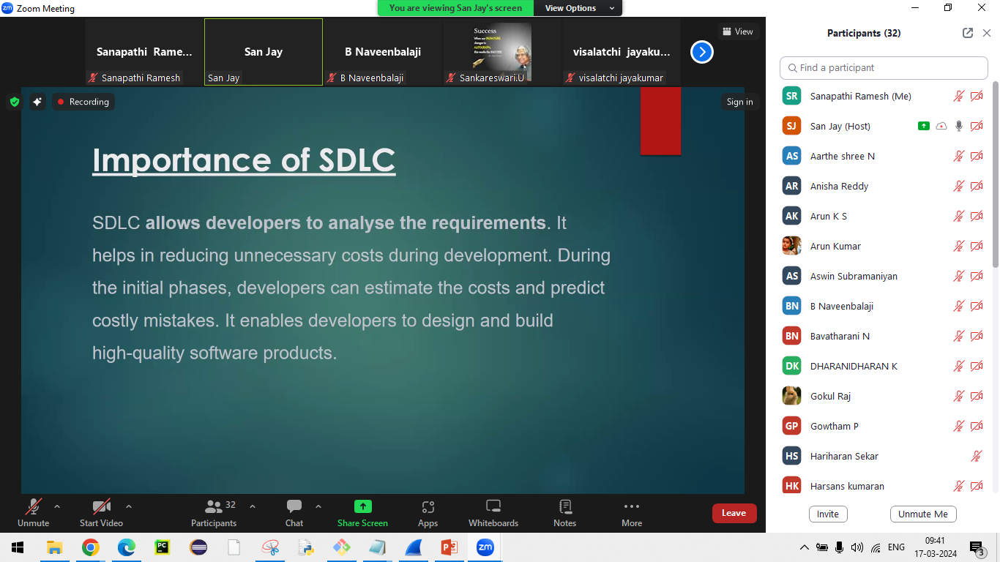 Zoom Meeting
You are viewing San Jay's screen
View Options
Sanapathi Rame...
San Jay
B Naveenbalaji
visalatchi jayaku...
Success
Sanapathi Ramesh
San Jay
B Naveenbalaji
Sankareswari.U
visalatchi jayakumar
View
Recording
Sign in
Importance of SDLC
SDLC allows developers to analyse the requirements. It
helps in reducing unnecessary costs during development. During
the initial phases, developers can estimate the costs and predict
costly mistakes. It enables developers to design and build
high-quality software products.
Participants (32)
Find a participant
SR Sanapathi Ramesh (Me)
SJ San Jay (Host)
AS Aarthe shree N
AR Anisha Reddy
AK Arun K S
Arun Kumar
AS Aswin Subramaniyan
BN B Naveenbalaji
BN Bavatharani N
DK DHARANIDHARAN K
Gokul Raj
GP Gowtham P
HS Hariharan Sekar
HK Harsans kumaran
Invite
Unmute Me
Unmute
Start Video
32
Participants
Chat
Share Screen
Apps
Whiteboards
Notes
More
Leave
PC
zm
ENG
09:41
17-03-2024
3